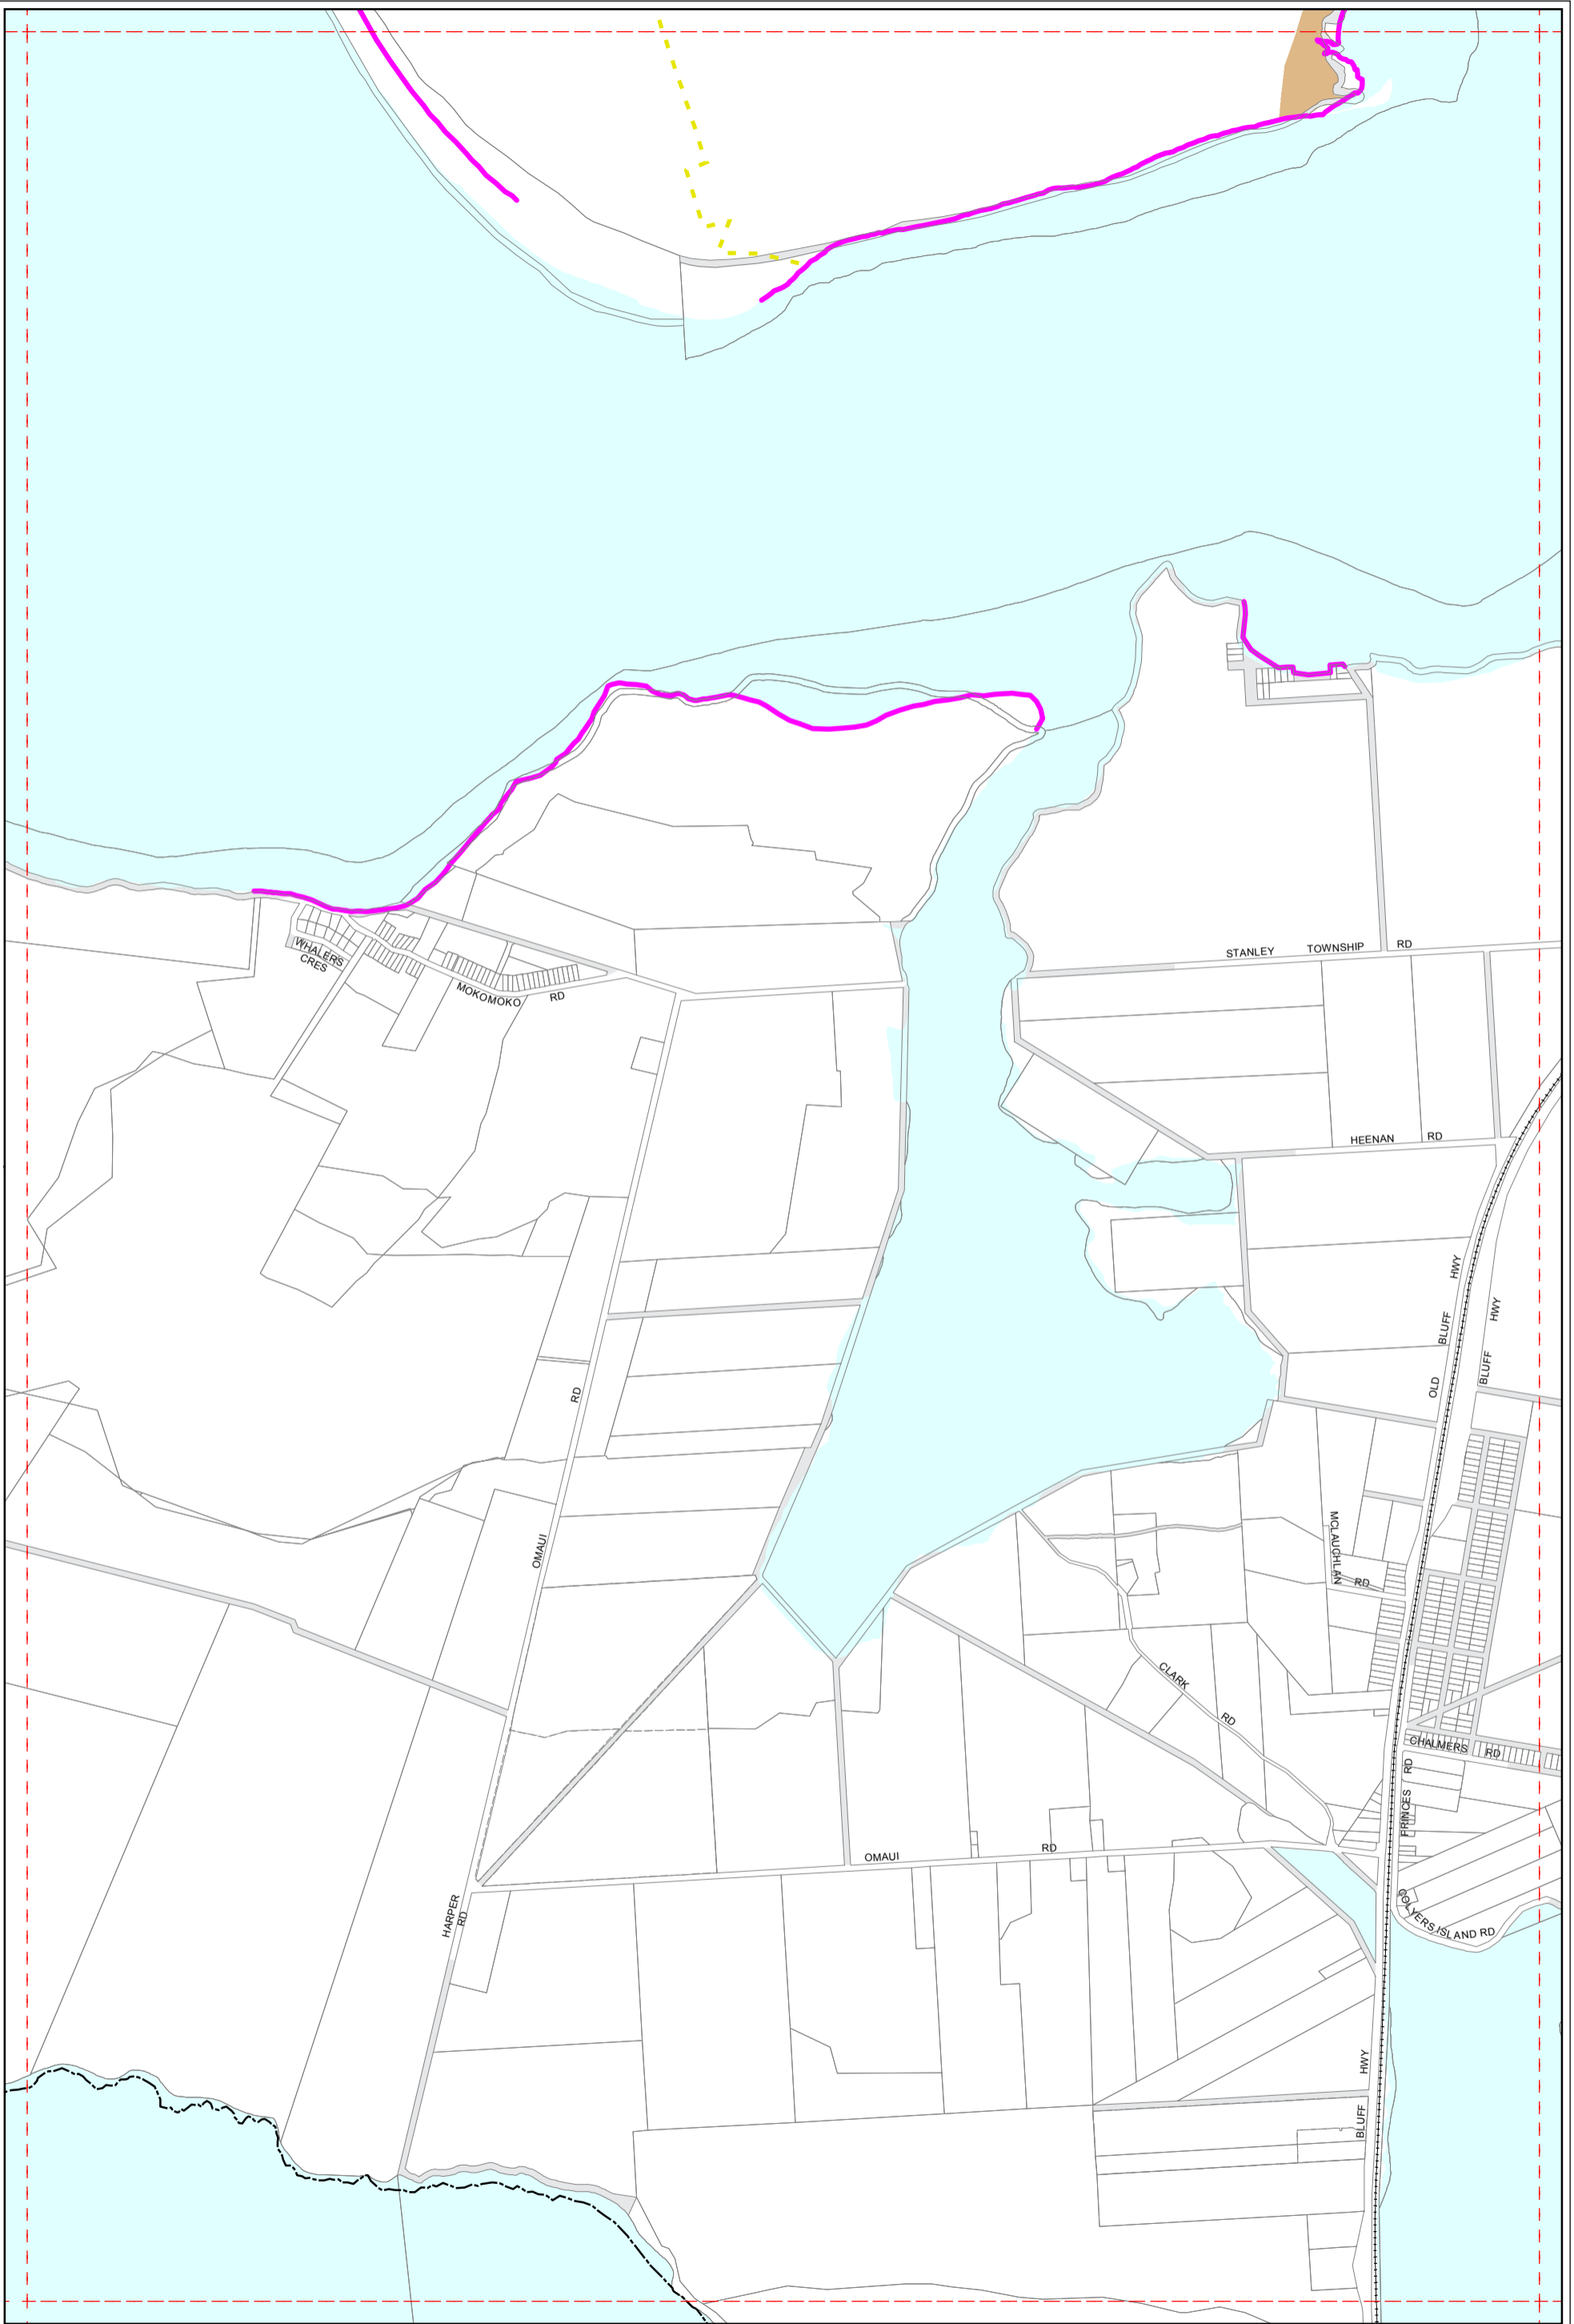 STANLEY TOWNSHIP RD
WHALERS
CRES
MOKOMOKO RD
HEENAN RD
OLD BLUFF HWY
BLUFF HWY
OMAUI RD
MCLAUCHLAN
RD
CLARK RD
CHALMERS RD
PRINCES RD
OMAUI RD
HARPER
RD
COLYERS ISLAND RD
BLUFF HWY